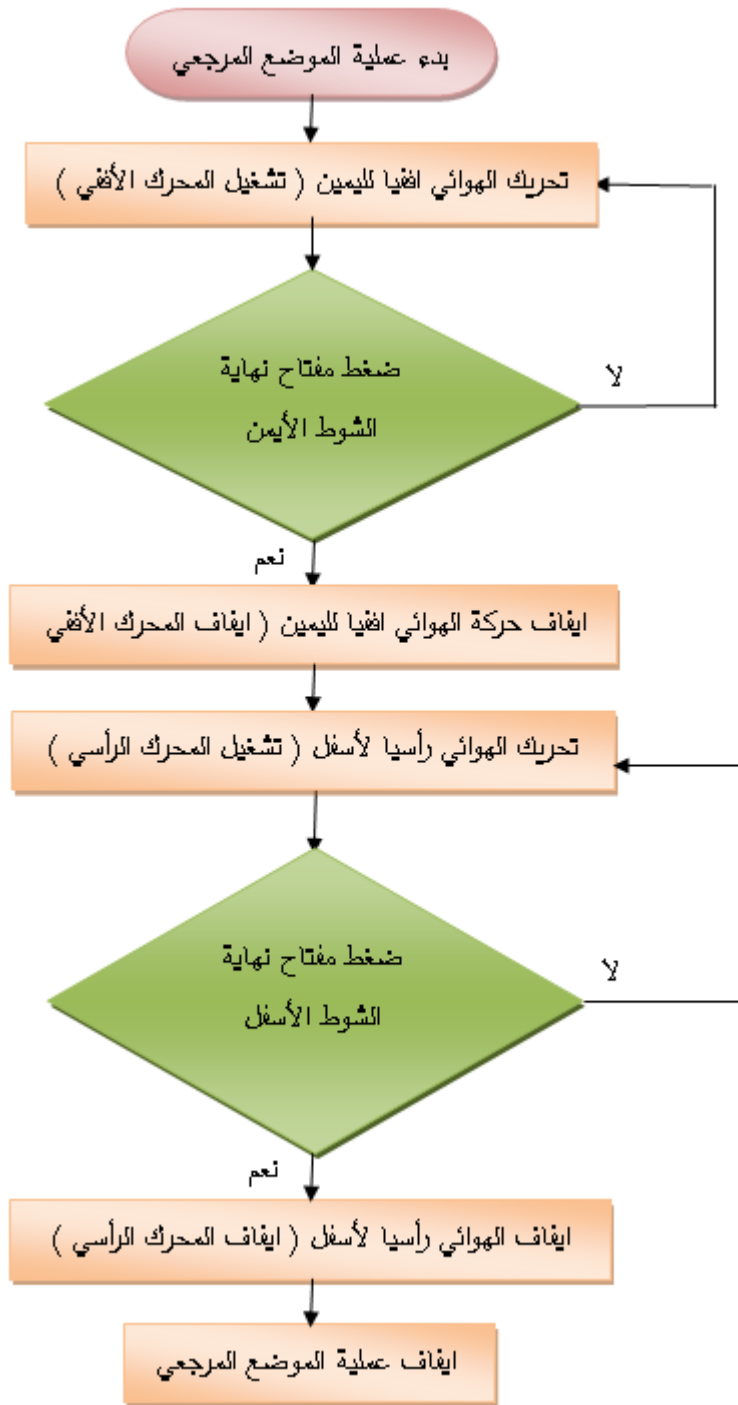 بدء عملية الموضع المرجعي
تحريك الهوائي افقيا لليمين ( تشغيل المحرك الأفقي )
ضغط مفتاح نهاية
الشوط الأيمن
لا
نعم
ايقاف حركة الهوائي افقيا لليمين ( ايقاف المحرك الأفقي
تحريك الهوائي رأسيا لأسفل ( تشغيل المحرك الرأسي )
ضغط مفتاح نهاية
الشوط الأسفل
لا
نعم
ايقاف الهوائي رأسيا لأسفل ( ايقاف المحرك الرأسي )
ايقاف عملية الموضع المرجعي